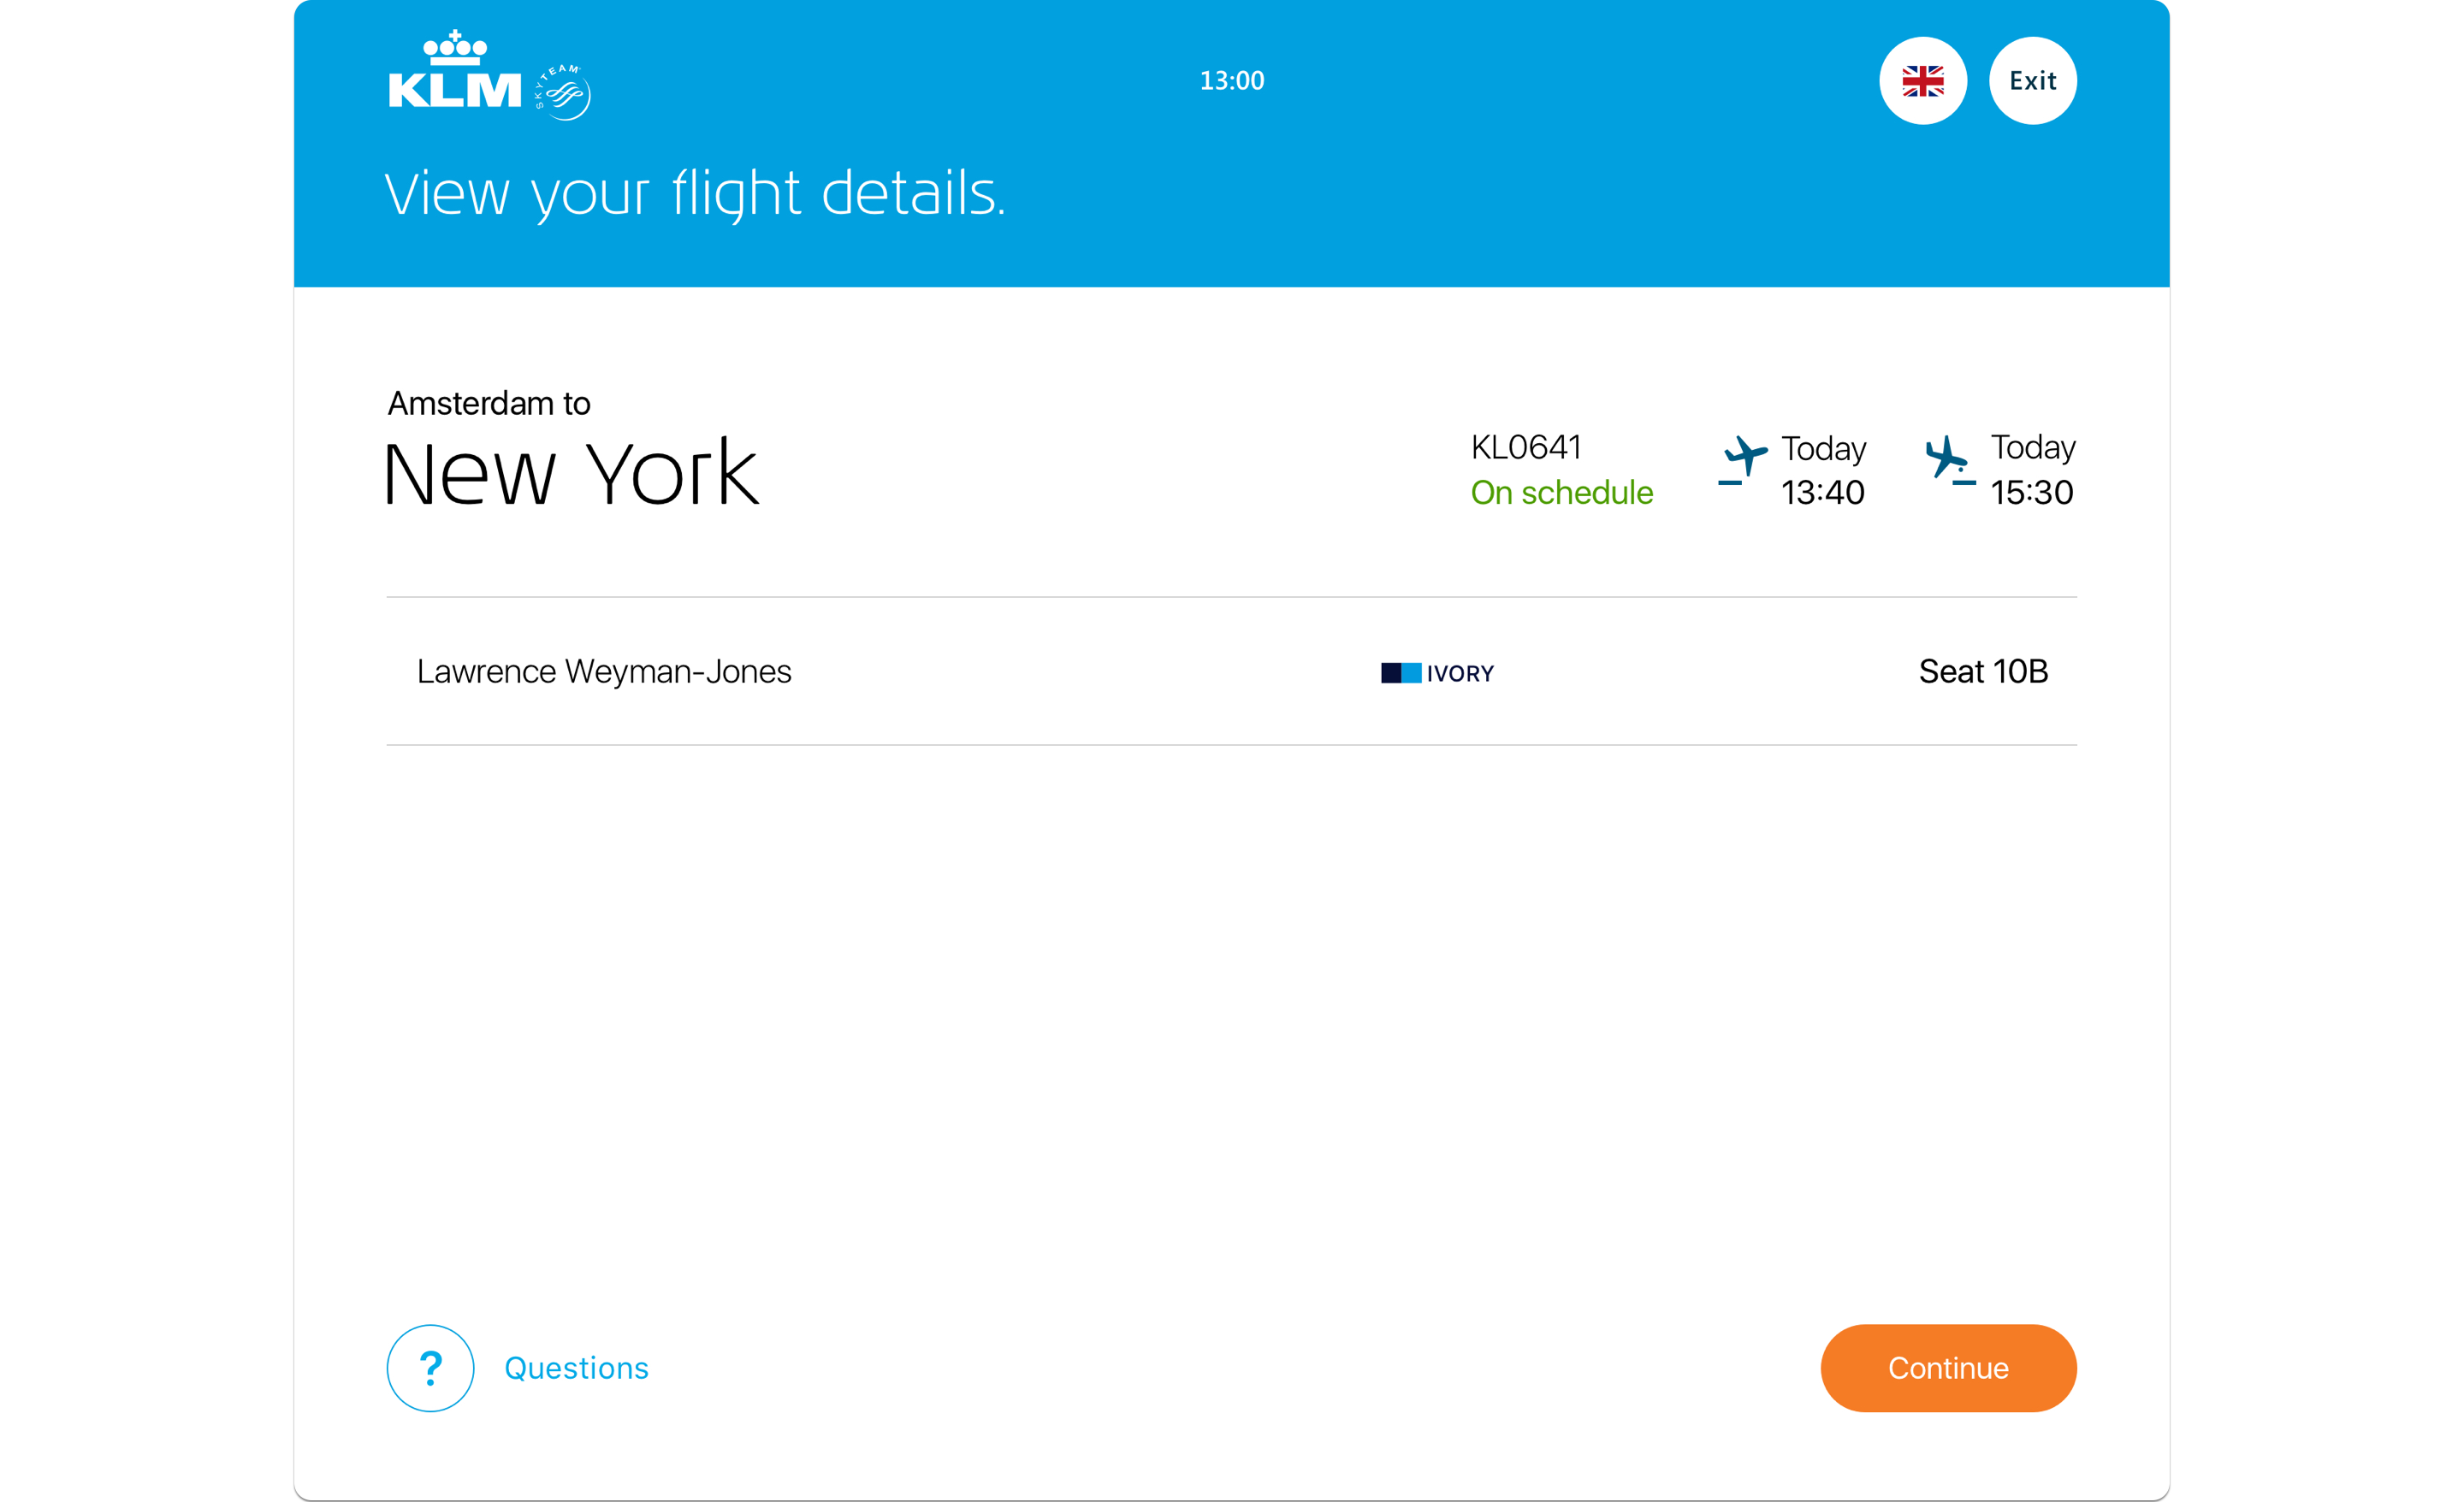 KLM
SKYTEAM
13:00
Exit
View your flight details.
Amsterdam to
New York
KL0641
On schedule
Today
13:40
Today
15:30
Lawrence Weyman-Jones
IVORY
Seat 10B
?
Questions
Continue